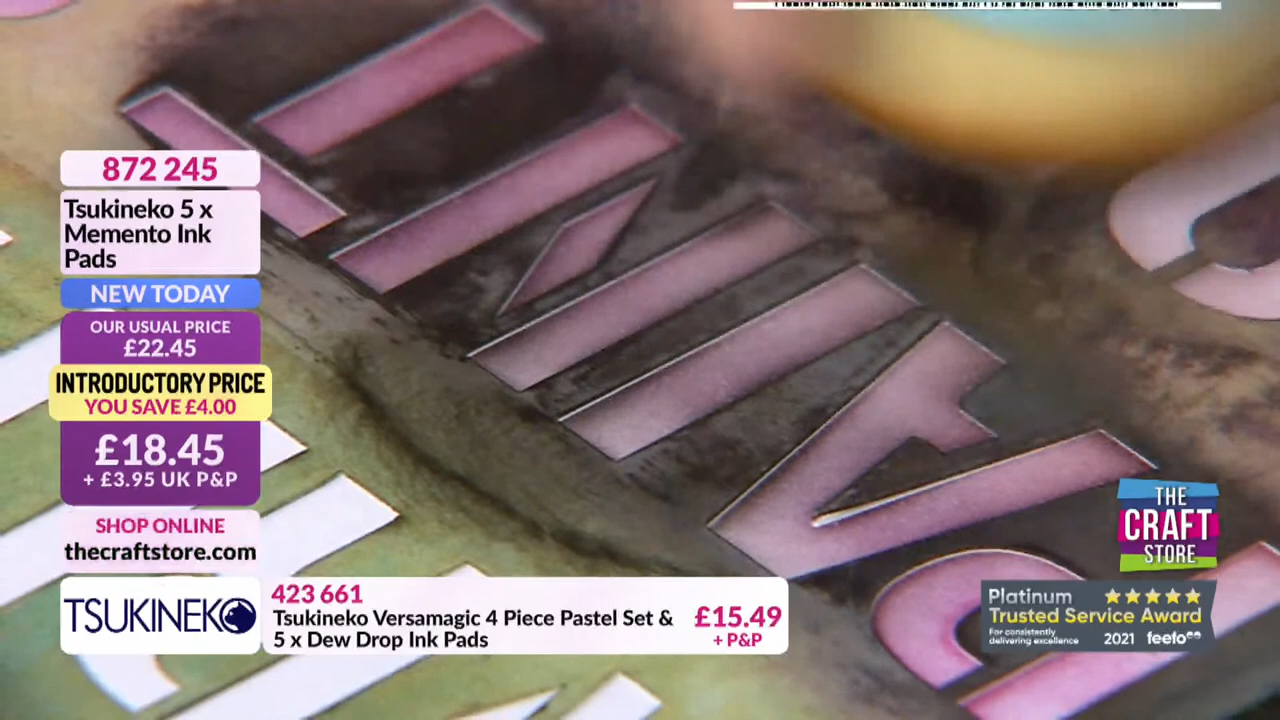 872 245
Tsukineko 5 x
Memento Ink
Pads
NEW TODAY
OUR USUAL PRICE
£22.45
INTRODUCTORY PRICE
YOU SAVE £4.00
£18.45
+ £3.95 UK P&P
SHOP ONLINE
thecraftstore.com
TSUKINEKO
423 661
Tsukineko Versamagic 4 Piece Pastel Set &
5 x Dew Drop Ink Pads
£15.49
+ P&P
THE
CRAFT
STORE
Platinum
Trusted Service Award
For consistently
delivering excellence
2021 feefo